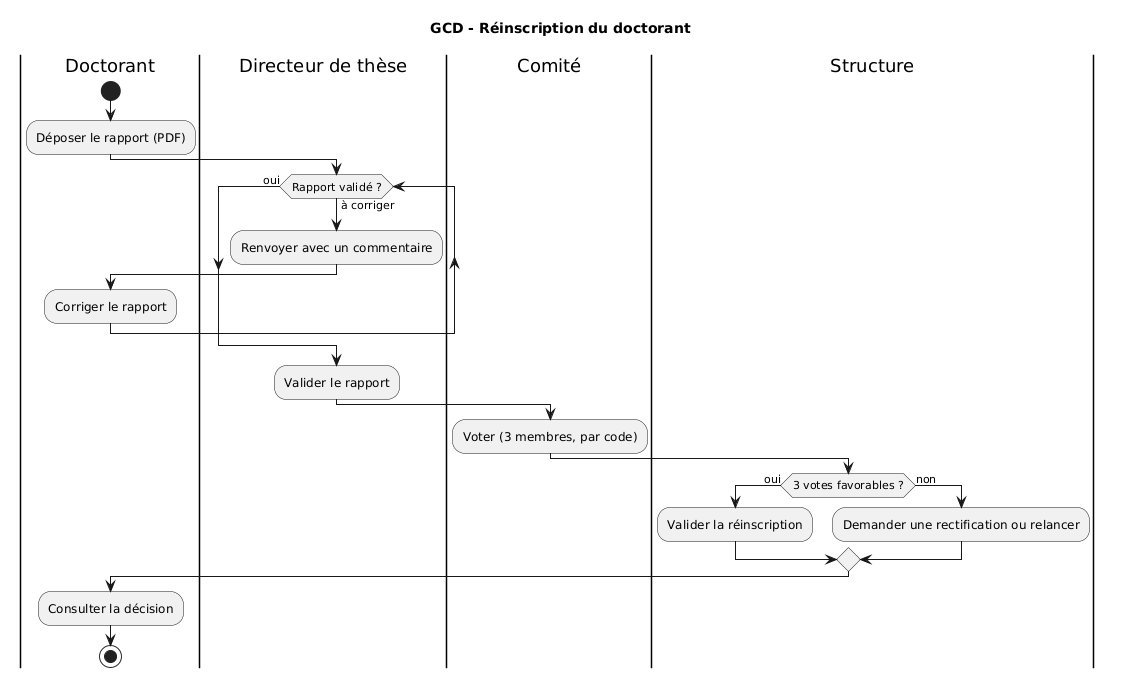 GCD - Réinscription du doctorant
Doctorant
Directeur de thèse
Comité
Structure
Déposer le rapport (PDF)
oui
Rapport validé ?
à corriger
Renvoyer avec un commentaire
Corriger le rapport
Valider le rapport
Voter (3 membres, par code)
oui
3 votes favorables ?
non
Valider la réinscription
Demander une rectification ou relancer
Consulter la décision